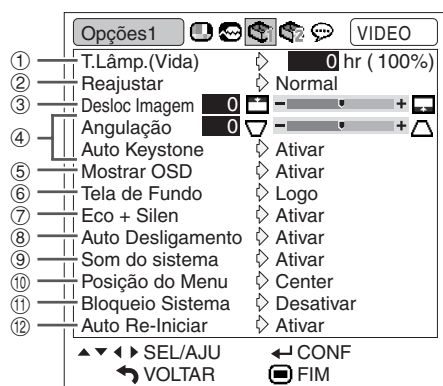 Opções1 VIDEO
① T.Lâmp.(Vida) 0 hr ( 100%)
② Reajustar Normal
③ Desloc Imagem 0 - +
④ Angulação 0 - +
Auto Keystone Ativar
⑤ Mostrar OSD Ativar
⑥ Tela de Fundo Logo
⑦ Eco + Silen Ativar
⑧ Auto Desligamento Ativar
⑨ Som do sistema Ativar
⑩ Posição do Menu Center
⑪ Bloqueio Sistema Desativar
⑫ Auto Re-Iniciar Ativar
SEL/AJU CONF
VOLTAR FIM